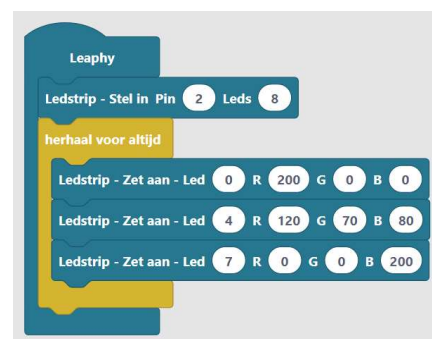 Leaphy
Ledstrip - Stel in Pin 2 Leds 8
herhaal voor altijd
Ledstrip - Zet aan - Led 0 R 200 G 0 B 0
Ledstrip - Zet aan - Led 4 R 120 G 70 B 80
Ledstrip - Zet aan - Led 7 R 0 G 0 B 200